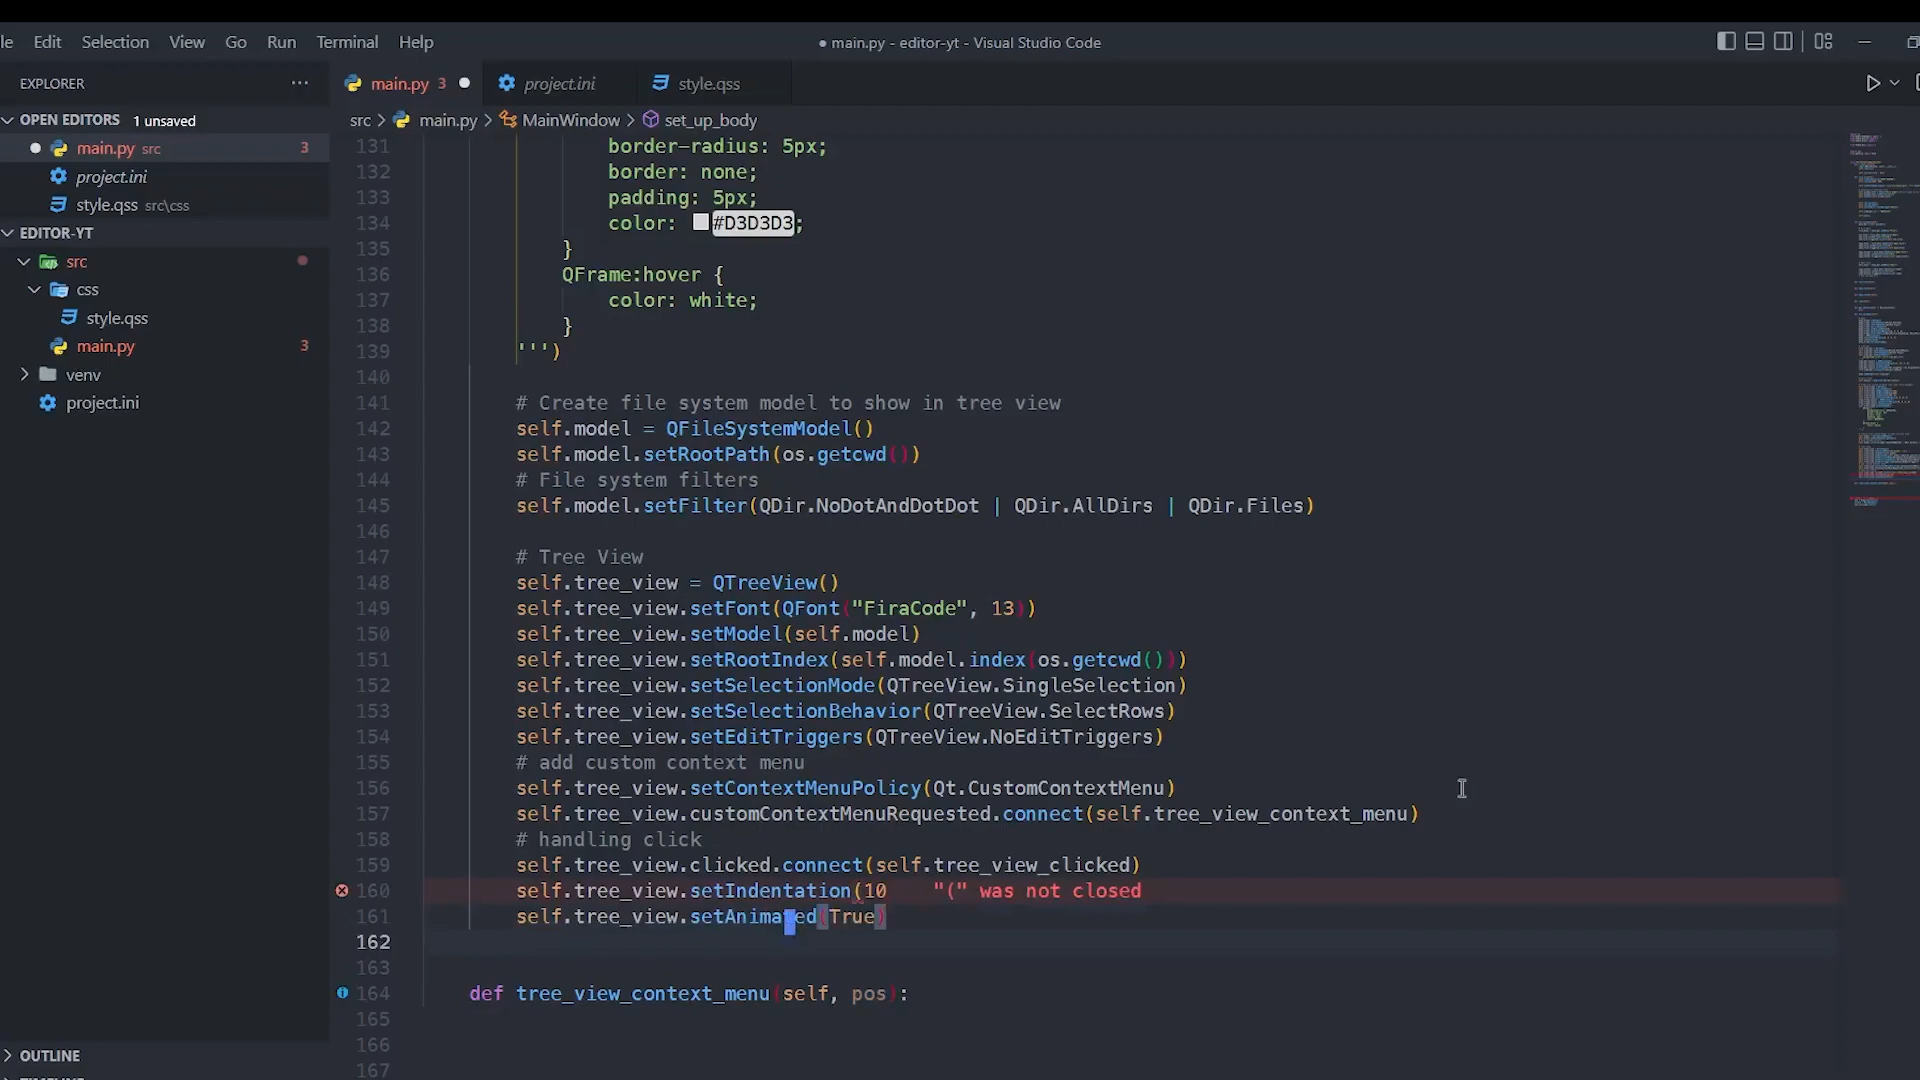 le Edit Selection View Go Run Terminal Help ● main.py - editor-yt - Visual Studio Code
EXPLORER ··· main.py 3 ● project.ini style.qss
OPEN EDITORS 1 unsaved
src > main.py > MainWindow > set_up_body
● main.py src 3
project.ini
style.qss src\css
EDITOR-YT
src
css
style.qss
main.py 3
venv
project.ini
OUTLINE
131 border-radius: 5px;
132 border: none;
133 padding: 5px;
134 color: #D3D3D3;
135 }
136 QFrame:hover {
137 color: white;
138 }
139 ''')
140
141 # Create file system model to show in tree view
142 self.model = QFileSystemModel()
143 self.model.setRootPath(os.getcwd())
144 # File system filters
145 self.model.setFilter(QDir.NoDotAndDotDot | QDir.AllDirs | QDir.Files)
146
147 # Tree View
148 self.tree_view = QTreeView()
149 self.tree_view.setFont(QFont("FiraCode", 13))
150 self.tree_view.setModel(self.model)
151 self.tree_view.setRootIndex(self.model.index(os.getcwd()))
152 self.tree_view.setSelectionMode(QTreeView.SingleSelection)
153 self.tree_view.setSelectionBehavior(QTreeView.SelectRows)
154 self.tree_view.setEditTriggers(QTreeView.NoEditTriggers)
155 # add custom context menu
156 self.tree_view.setContextMenuPolicy(Qt.CustomContextMenu)
157 self.tree_view.customContextMenuRequested.connect(self.tree_view_context_menu)
158 # handling click
159 self.tree_view.clicked.connect(self.tree_view_clicked)
160 self.tree_view.setIndentation(10 "(" was not closed
161 self.tree_view.setAnimated(True)
162
163
164 def tree_view_context_menu(self, pos):
165
166
167